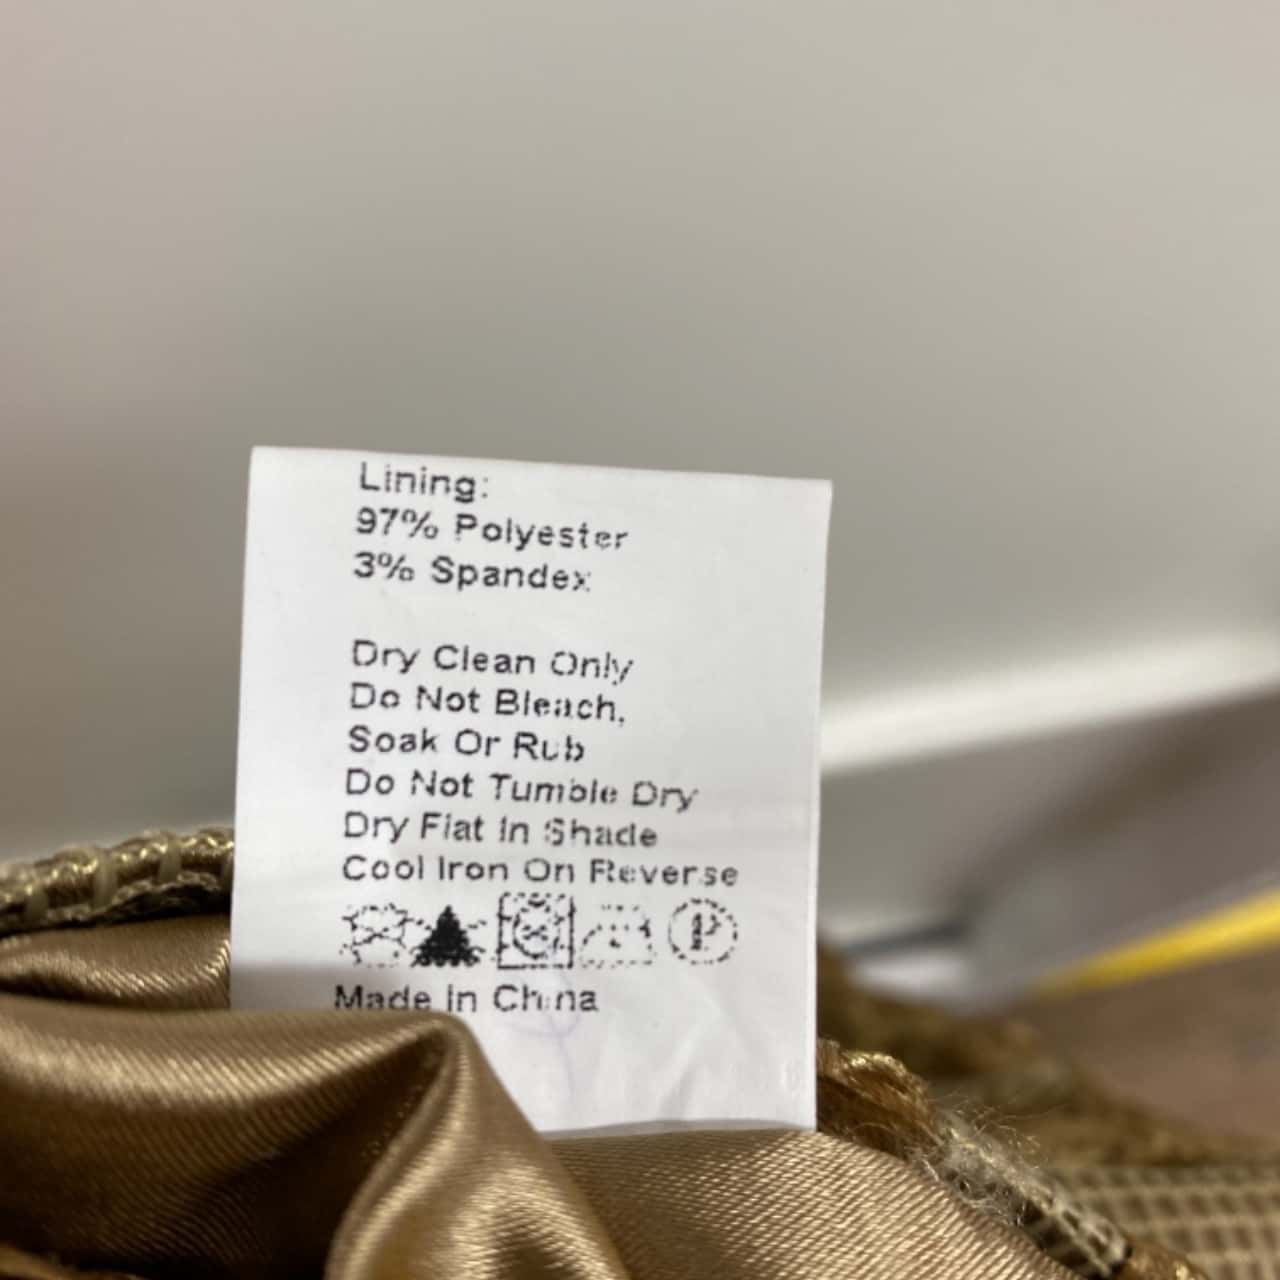 Lining:
97% Polyester
3% Spandex
Dry Clean Only
Do Not Bleach,
Soak Or Rub
Do Not Tumble Dry
Dry Flat In Shade
Cool Iron On Reverse
P
Made In China